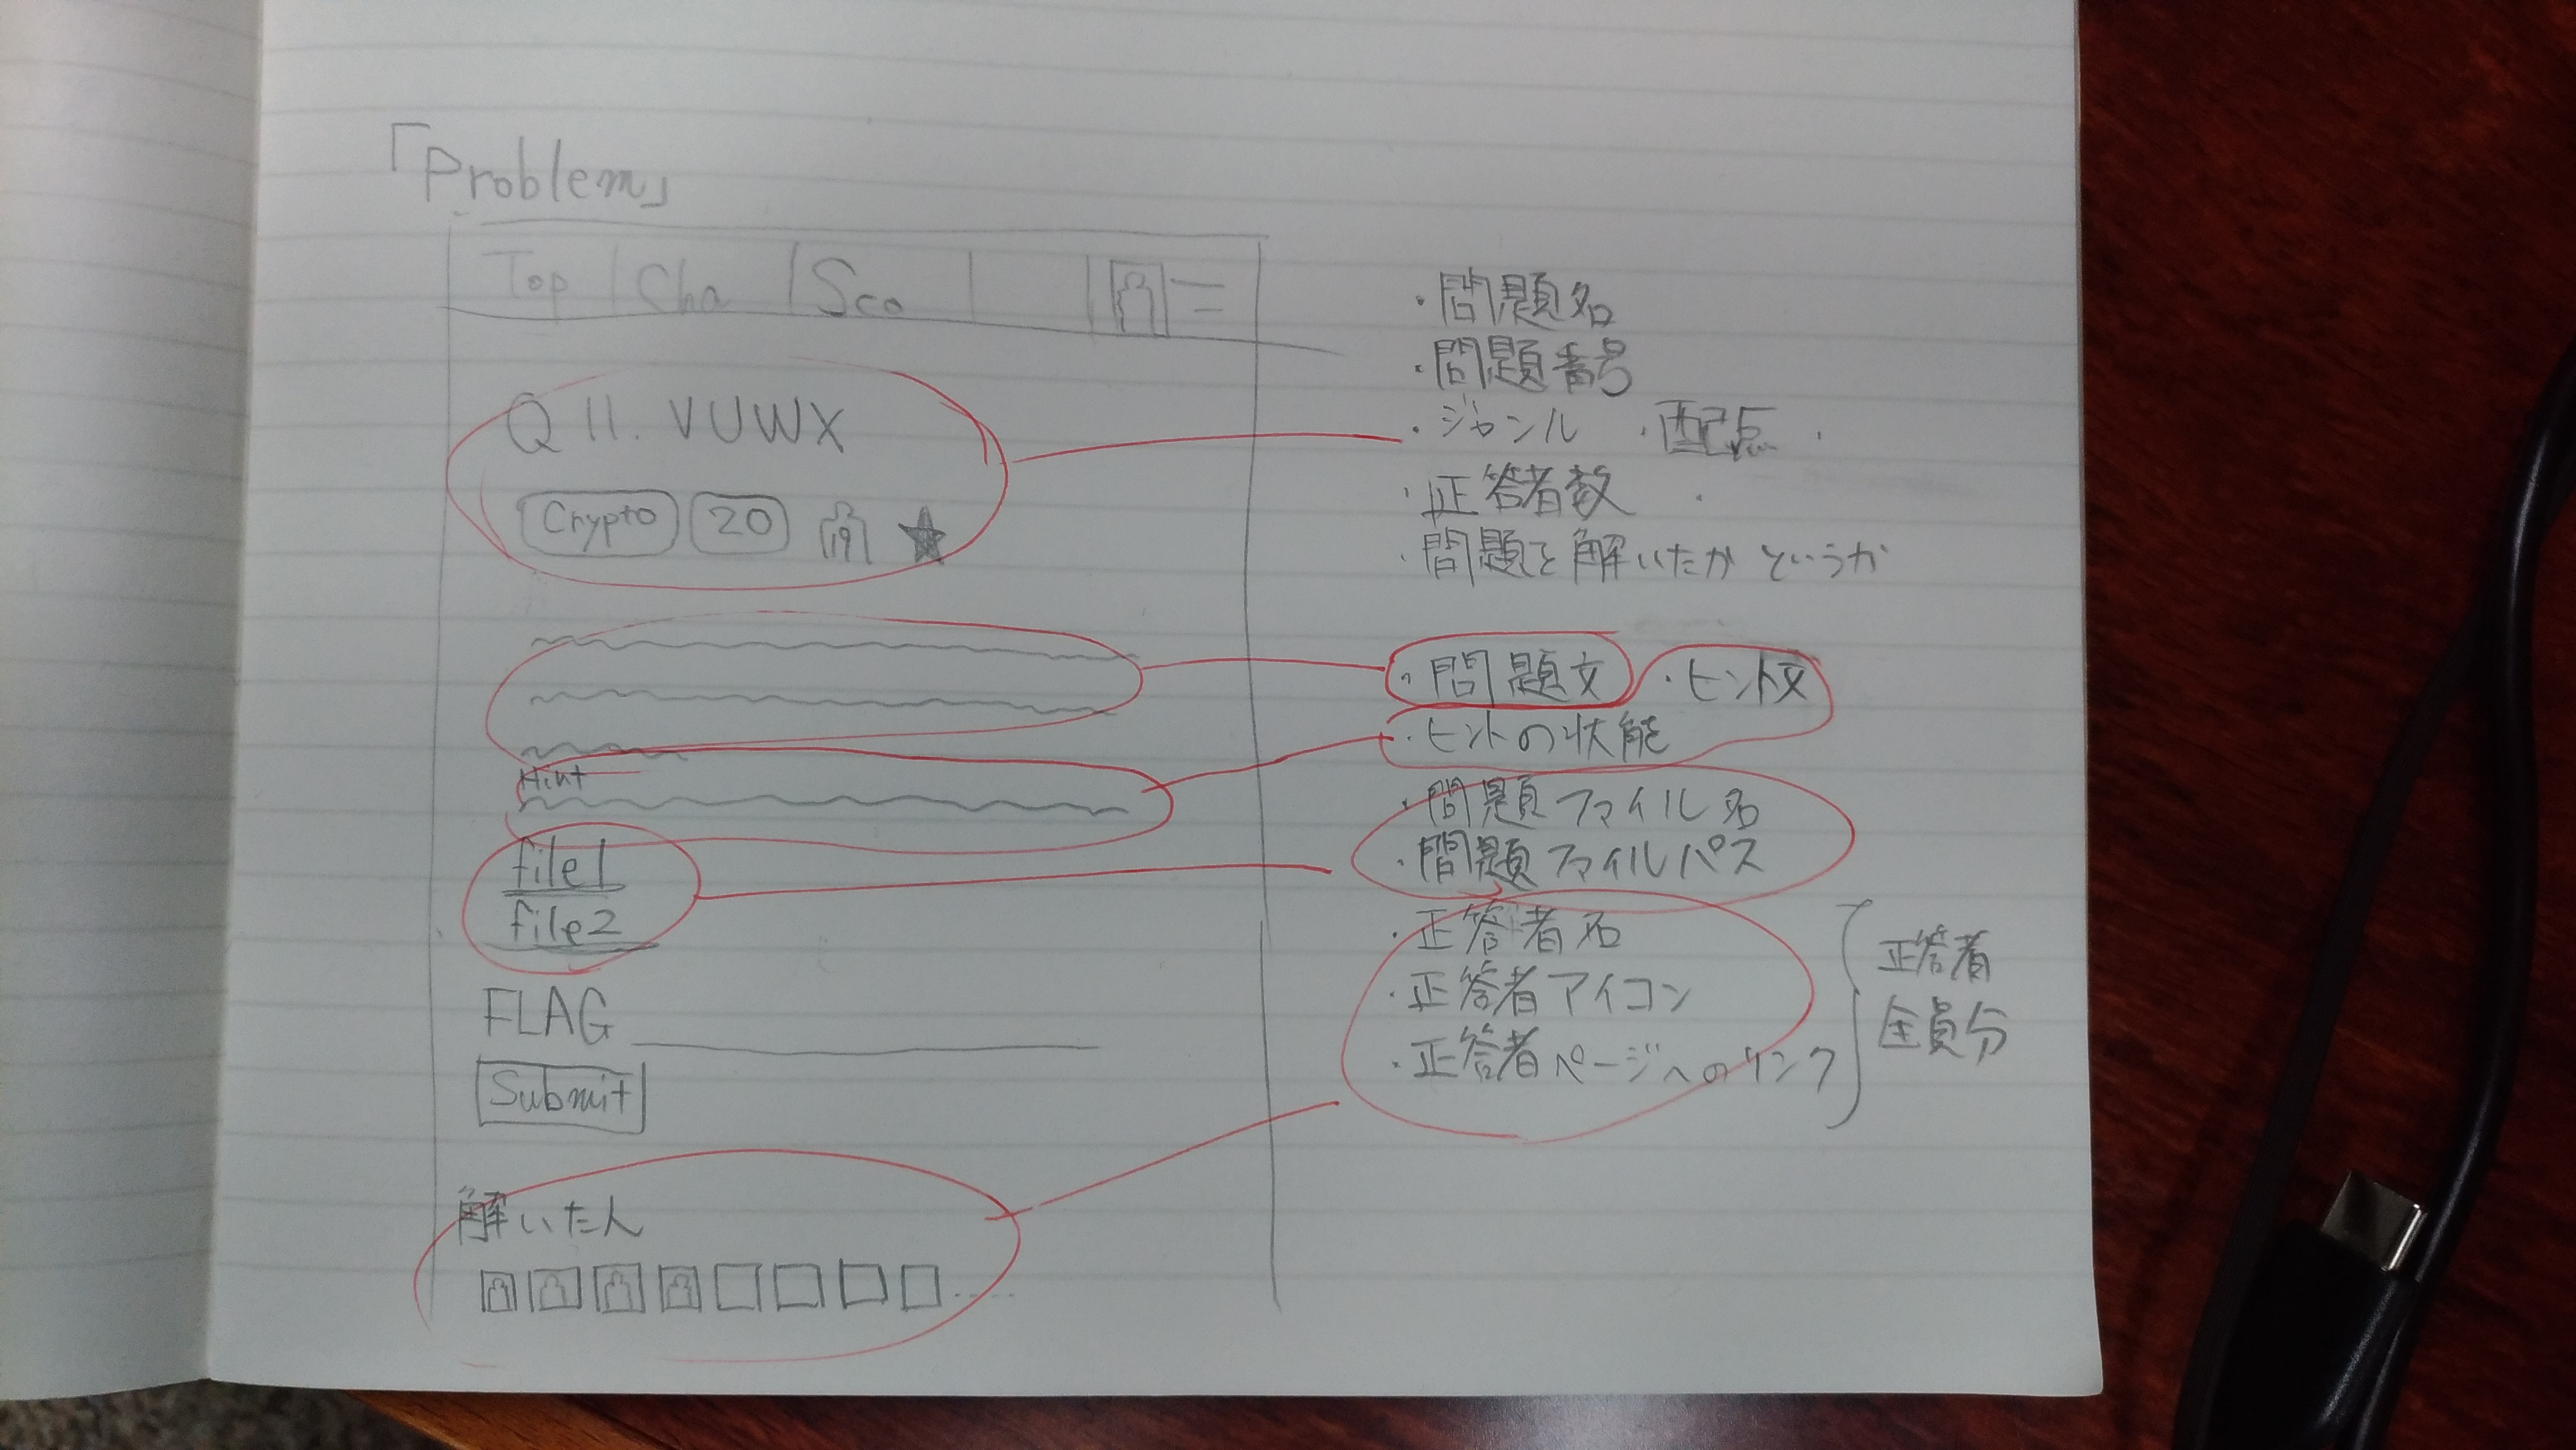 「Problem」
Top Cha Sco
Q11. VUWX
Crypto 20 19 ★
Hint
file1
file2
FLAG
Submit
解いた人
・問題名
・問題番号
・ジャンル ・配点
・正答者数
・問題を解いたかというか
・問題文 ・ヒント文
・ヒントの状態
・問題ファイル名
・問題ファイルパス
・正答者名
・正答者アイコン
・正答者ページへのリンク
正答者
全員分